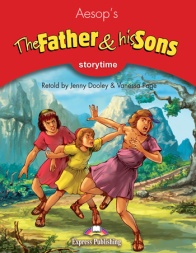 Aesop's
The Father & his Sons
storytime
Retold by Jenny Dooley & Vanessa Page
Express Publishing